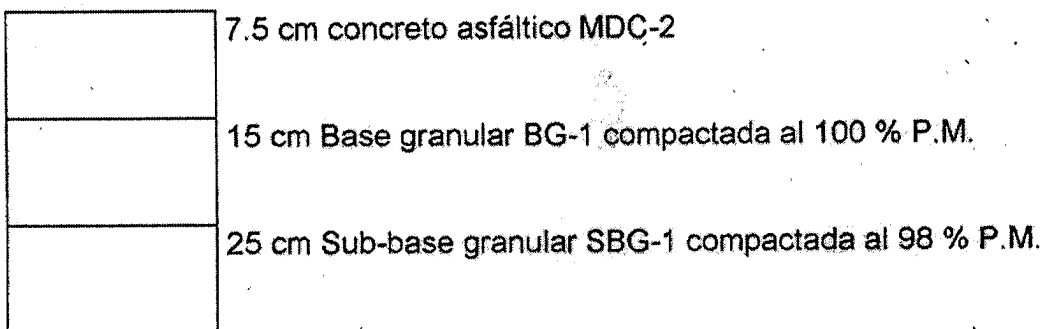 7.5 cm concreto asfáltico MDC-2
15 cm Base granular BG-1 compactada al 100 % P.M.
25 cm Sub-base granular SBG-1 compactada al 98 % P.M.